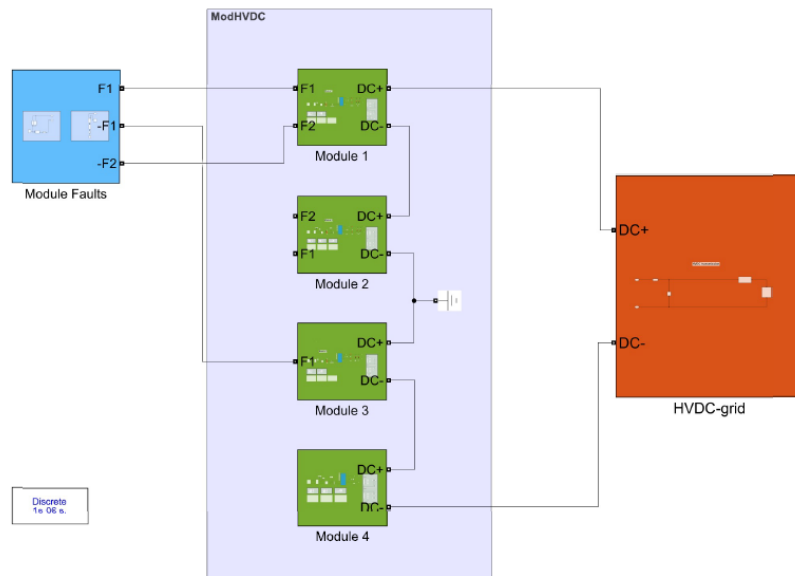 ModHVDC
F1
-F1
-F2
Module Faults
F1
DC+
F2
DC-
Module 1
F2
DC+
F1
DC-
Module 2
F1
DC+
DC-
Module 3
DC+
DC-
Module 4
DC+
DC-
HVDC-grid
Discrete
1e-06 s.